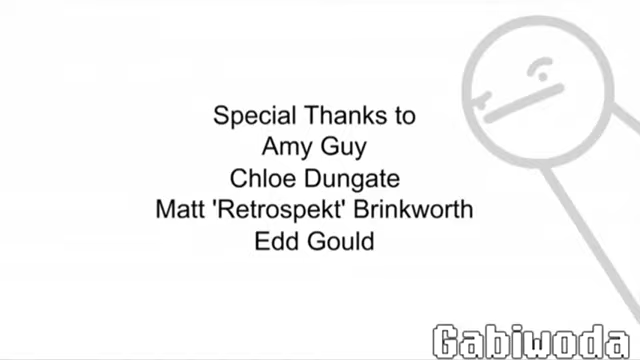 Special Thanks to
Amy Guy
Chloe Dungate
Matt 'Retrospekt' Brinkworth
Edd Gould
Gabiwoda